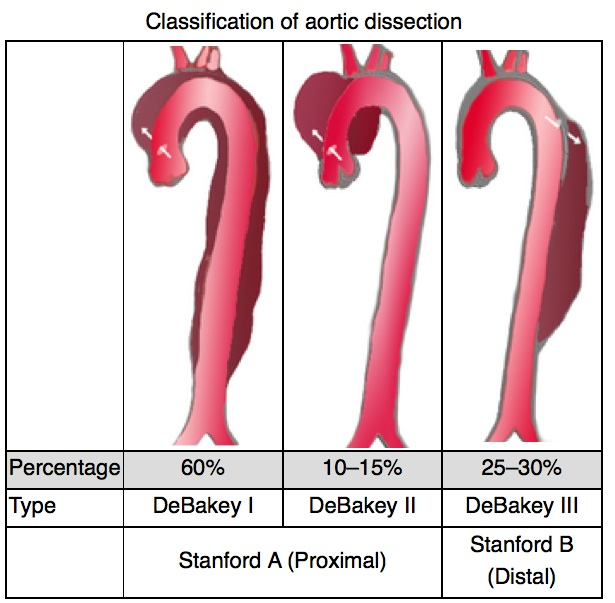 Classification of aortic dissection
Percentage 60% 10–15% 25–30%
Type DeBakey I DeBakey II DeBakey III
Stanford A (Proximal) Stanford B
(Distal)